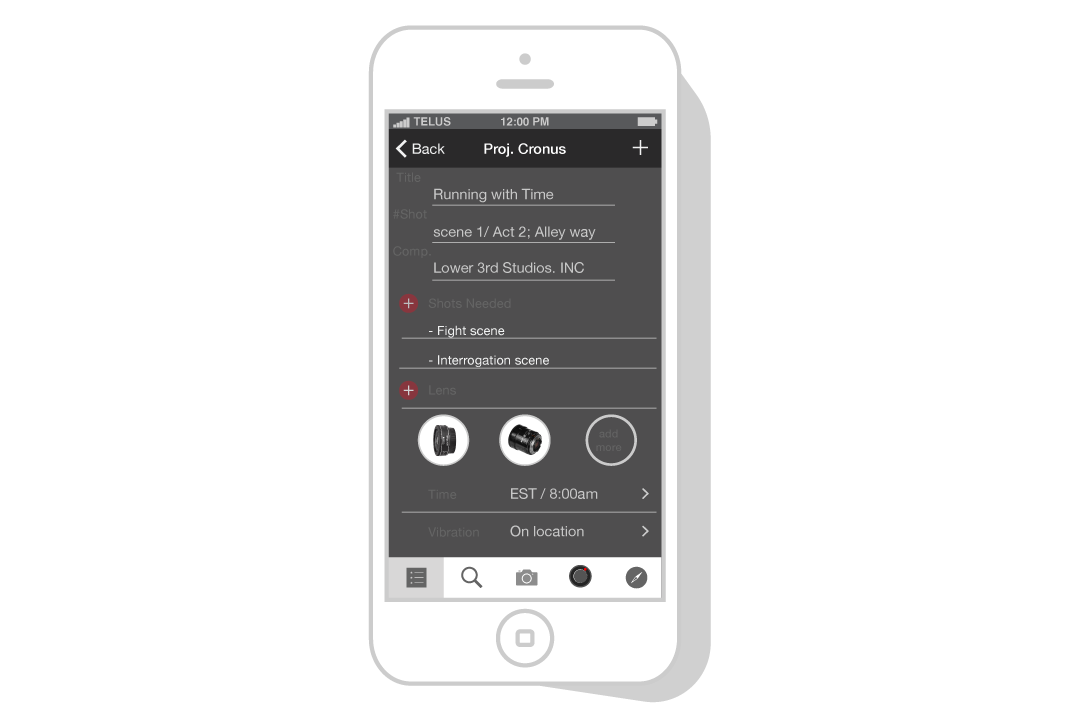 TELUS 12:00 PM
Back Proj. Cronus
Title
Running with Time
#Shot
scene 1/ Act 2; Alley way
Comp.
Lower 3rd Studios. INC
Shots Needed
- Fight scene
- Interrogation scene
Lens
add
more
Time EST / 8:00am
Vibration On location